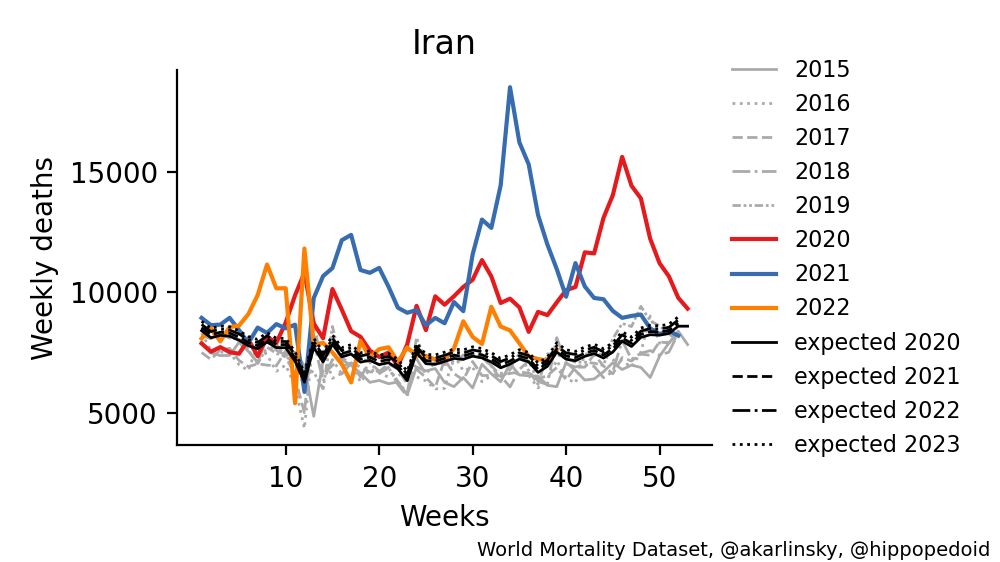 Iran
Weekly deaths
15000
10000
5000
10 20 30 40 50
Weeks
2015
2016
2017
2018
2019
2020
2021
2022
expected 2020
expected 2021
expected 2022
expected 2023
World Mortality Dataset, @akarlinsky, @hippopedoid